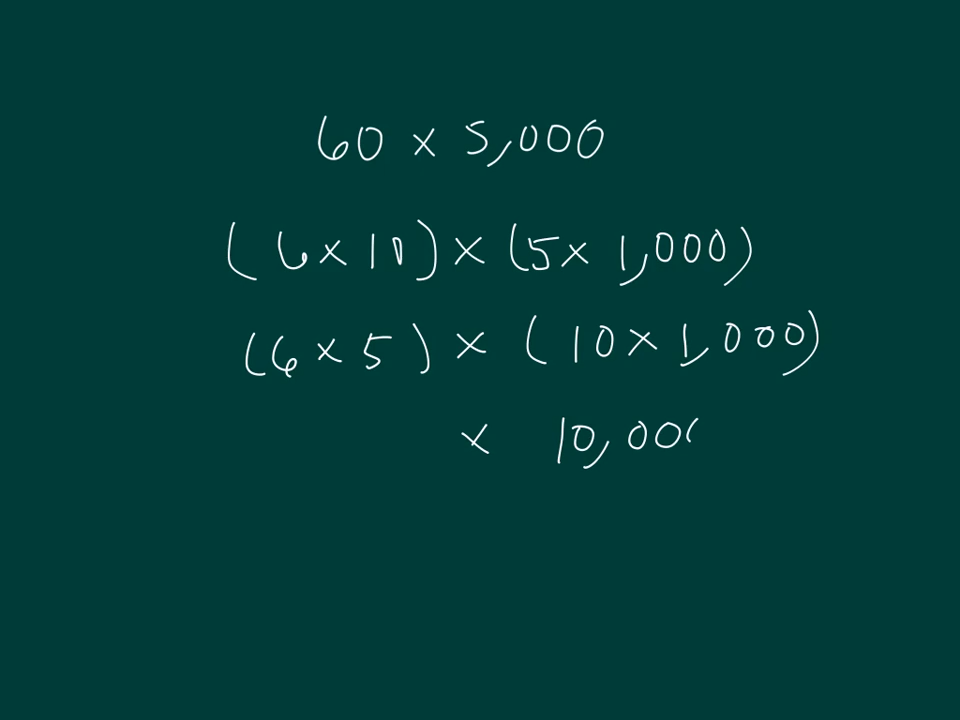 60 × 5,000
(6 × 10) × (5 × 1,000)
(6 × 5) × (10 × 1,000)
× 10,000